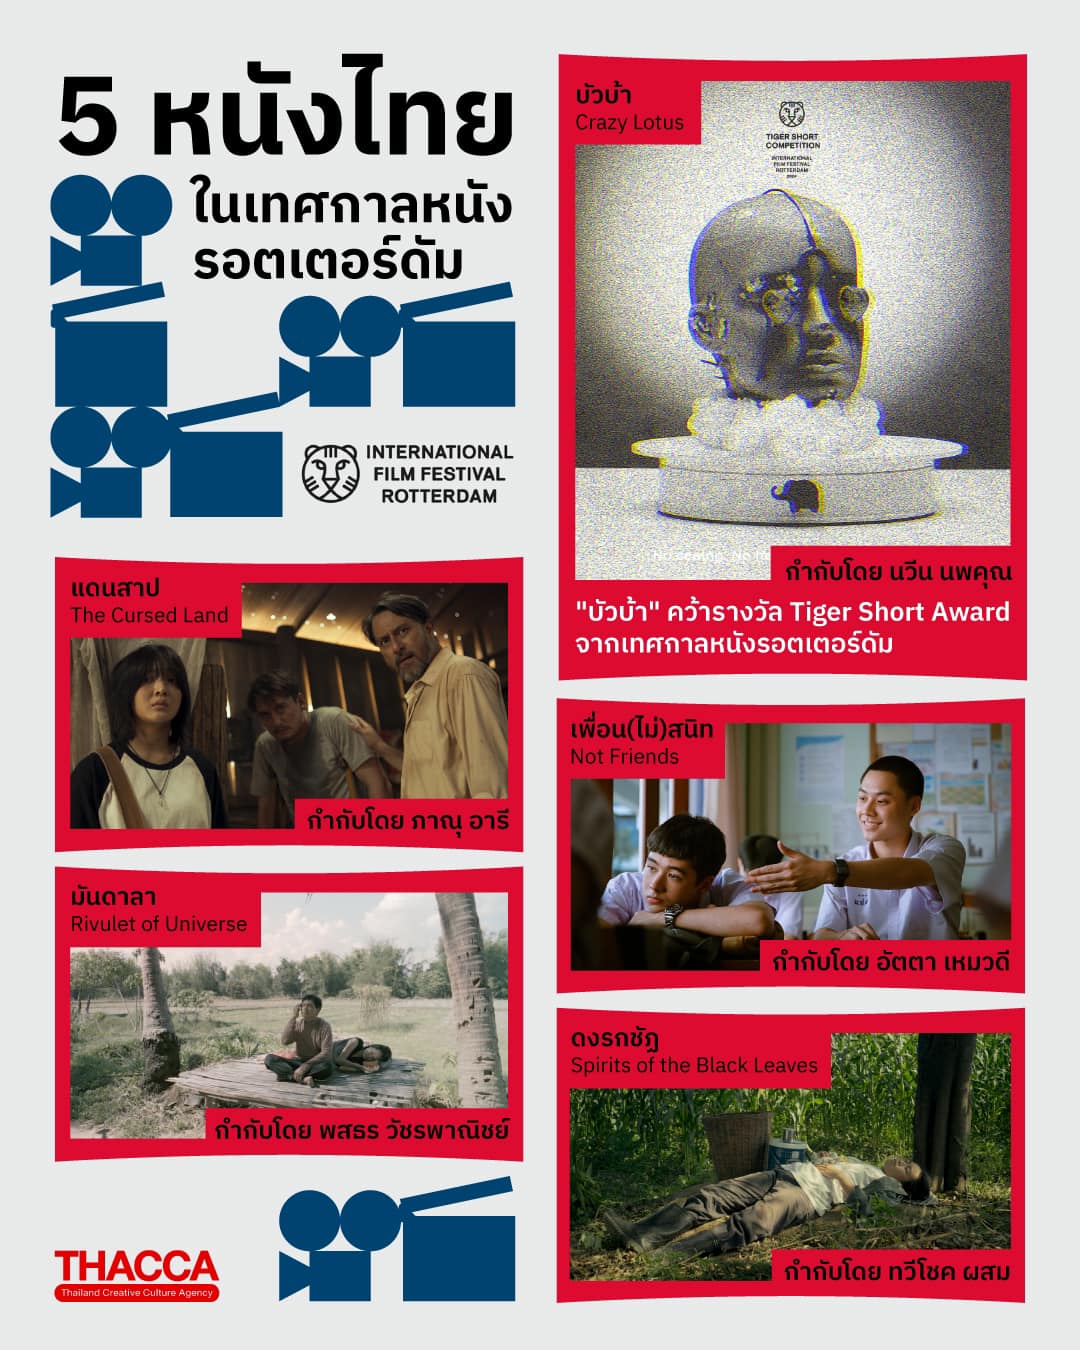 5 หนังไทย
ในเทศกาลหนัง
รอตเตอร์ดัม
INTERNATIONAL
FILM FESTIVAL
ROTTERDAM
บัวบ้า
Crazy Lotus
TIGER SHORT
COMPETITION
INTERNATIONAL
FILM FESTIVAL
ROTTERDAM
กำกับโดย นวีน นพคุณ
"บัวบ้า" คว้ารางวัล Tiger Short Award
จากเทศกาลหนังรอตเตอร์ดัม
แดนสาป
The Cursed Land
กำกับโดย ภาณุ อารี
เพื่อน(ไม่)สนิท
Not Friends
กำกับโดย อัตตา เหมวดี
มันดาลา
Rivulet of Universe
กำกับโดย พสธร วัชรพาณิชย์
ดงรกชัฏ
Spirits of the Black Leaves
กำกับโดย ทวีโชค ผสม
THACCA
Thailand Creative Culture Agency